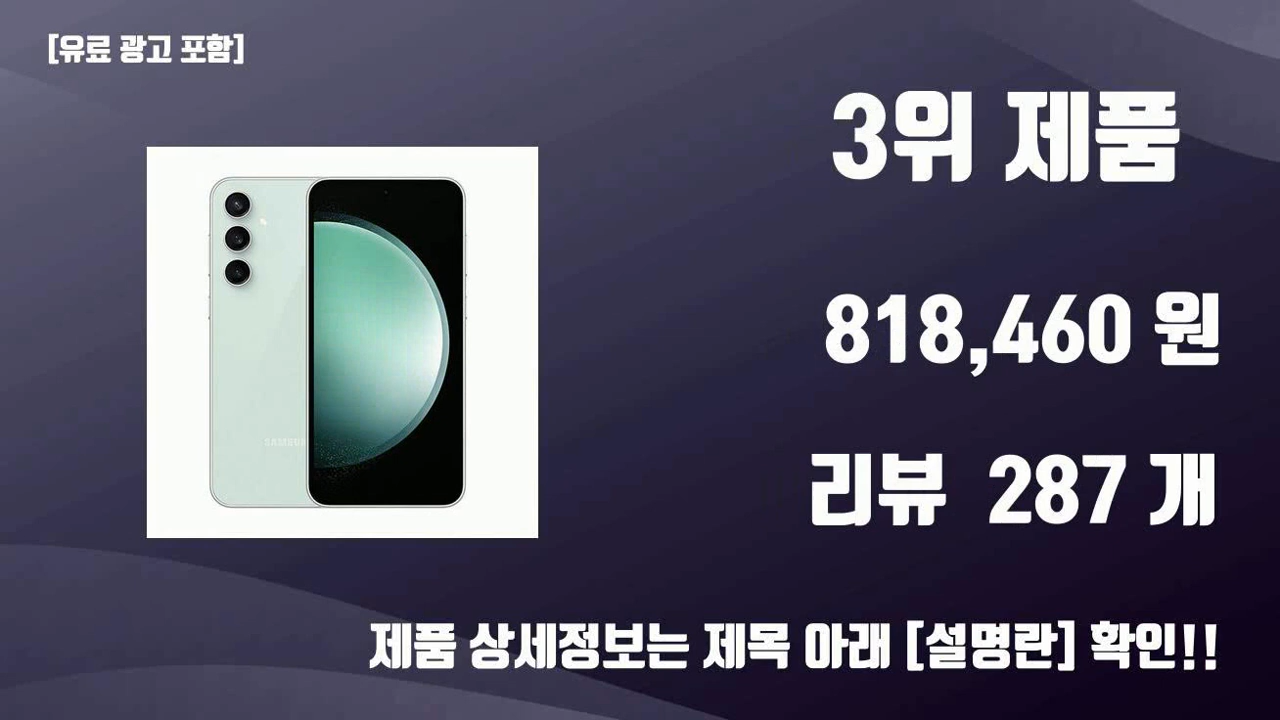 [유료 광고 포함]
3위 제품
SAMSUNG
818,460 원
리뷰 287 개
제품 상세정보는 제목 아래 [설명란] 확인!!